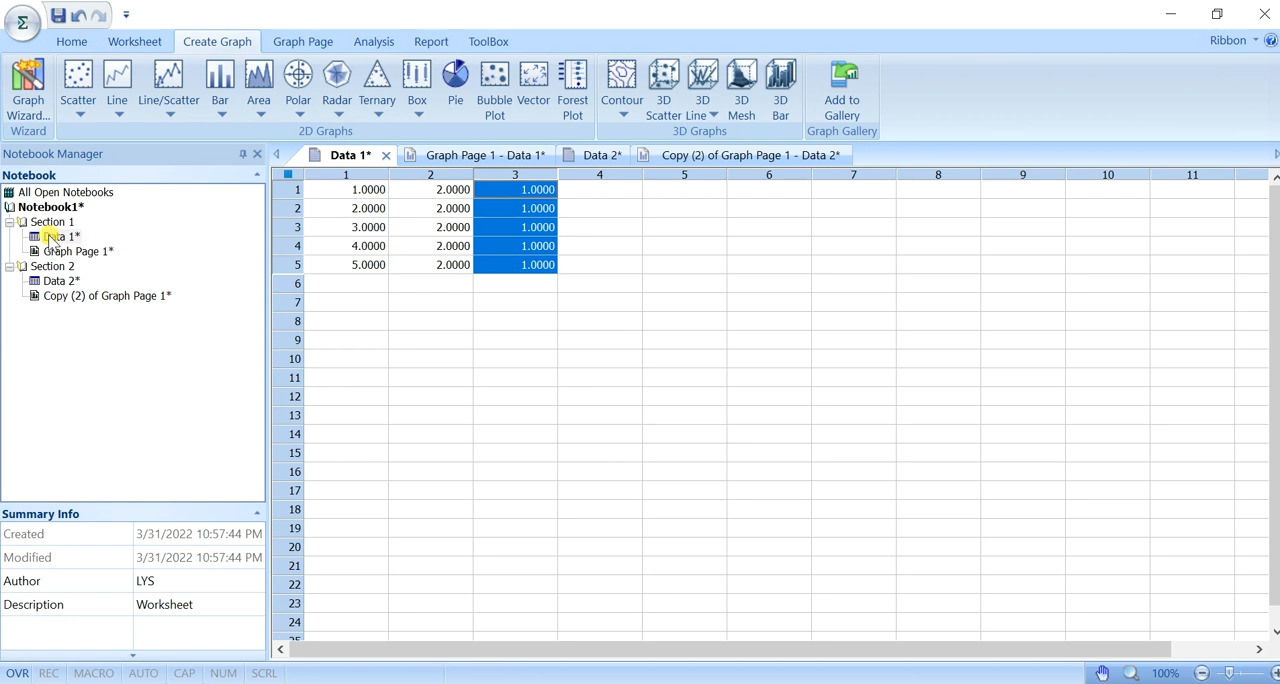 Home Worksheet Create Graph Graph Page Analysis Report ToolBox Ribbon
Graph Wizard... Scatter Line Line/Scatter Bar Area Polar Radar Ternary Box Pie Bubble Plot Vector Forest Plot Contour 3D Scatter 3D Line 3D Mesh 3D Bar Add to Gallery
Wizard 2D Graphs 3D Graphs Graph Gallery
Notebook Manager Data 1* Graph Page 1 - Data 1* Data 2* Copy (2) of Graph Page 1 - Data 2*
Notebook 1 2 3 4 5 6 7 8 9 10 11
All Open Notebooks 1 1.0000 2.0000 1.0000
Notebook1* 2 2.0000 2.0000 1.0000
Section 1 3 3.0000 2.0000 1.0000
1* 4 4.0000 2.0000 1.0000
Graph Page 1* 5 5.0000 2.0000 1.0000
Section 2
Data 2* 6
Copy (2) of Graph Page 1* 7
8
9
10
11
12
13
14
15
16
17
Summary Info 18
Created 3/31/2022 10:57:44 PM 19
Modified 3/31/2022 10:57:44 PM 20
21
Author LYS 22
Description Worksheet 23
24
OVR REC MACRO AUTO CAP NUM SCRL 100%